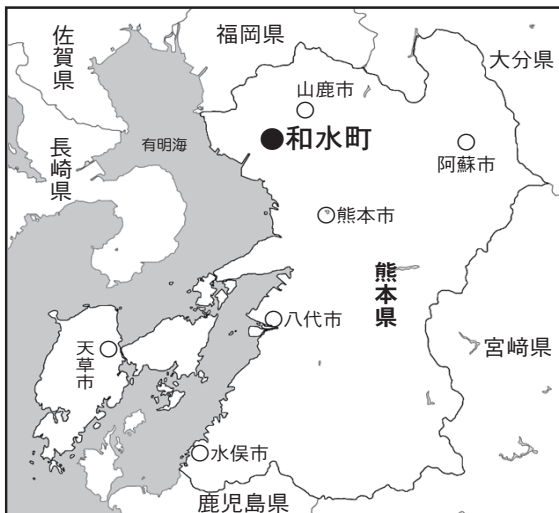 佐賀県
福岡県
大分県
山鹿市
和水町
有明海
長崎県
阿蘇市
熊本市
熊本県
八代市
天草市
宮﨑県
水俣市
鹿児島県